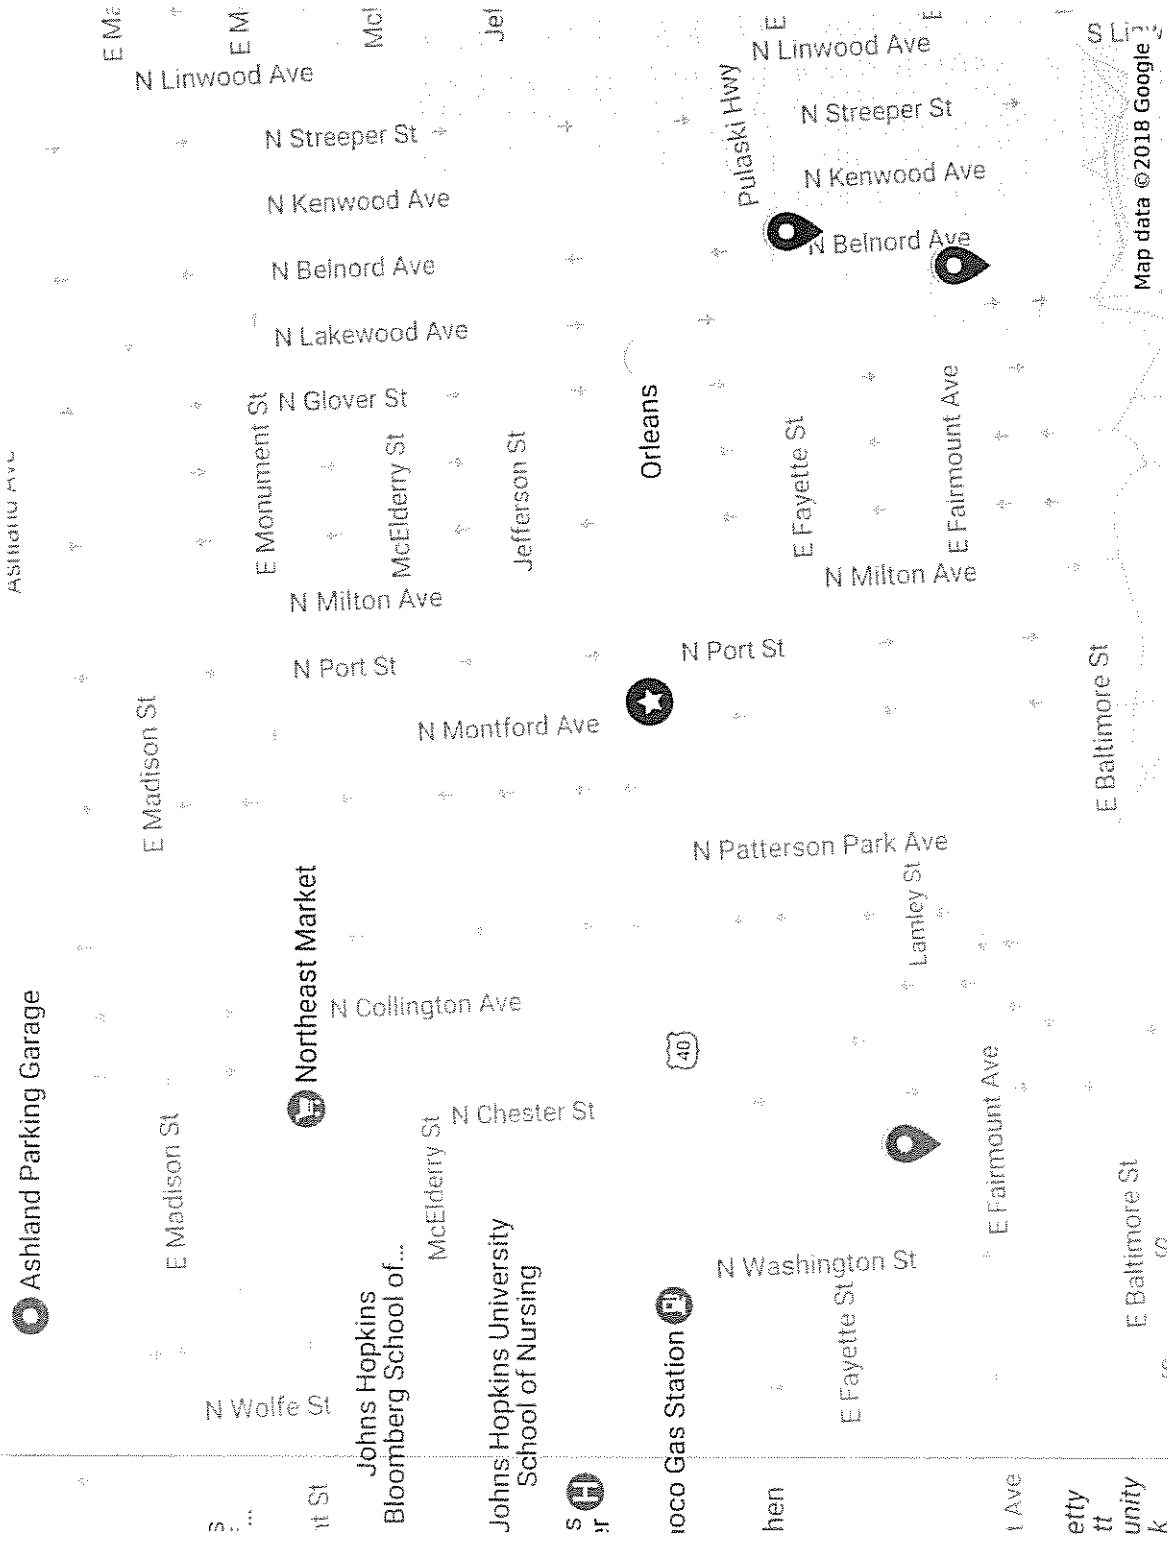 Ashland Parking Garage
E Madison St
E Madison St
Northeast Market
N Wolfe St
Johns Hopkins
Bloomberg School of...
Johns Hopkins University
School of Nursing
McElderry St
N Chester St
N Collington Ave
N Washington St
Gas Station
40
E Fayette St
E Fairmount Ave
E Baltimore St
Lamley St
N Patterson Park Ave
N Montford Ave
N Port St
N Port St
N Milton Ave
N Milton Ave
E Monument St
McElderry St
Jefferson St
Orleans
E Fayette St
E Fairmount Ave
E Baltimore St
N Glover St
N Lakewood Ave
N Belnord Ave
N Belnord Ave
N Kenwood Ave
N Kenwood Ave
N Streeper St
N Streeper St
N Linwood Ave
N Linwood Ave
Pulaski Hwy
H
Map data ©2018 Google